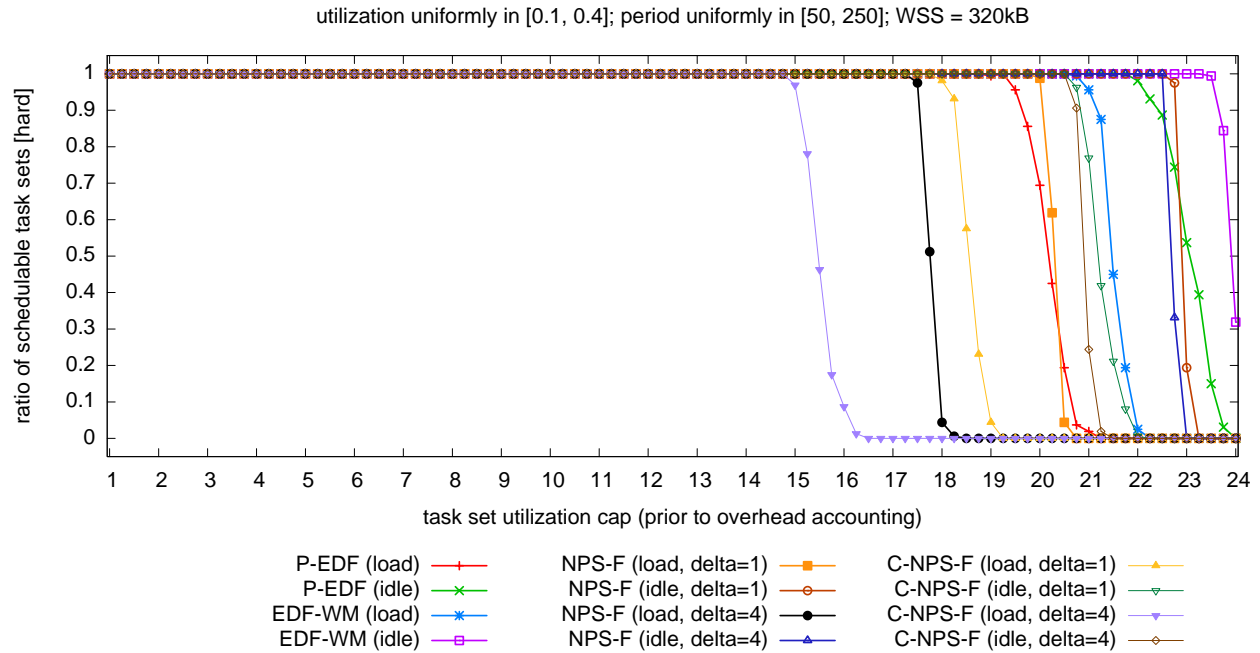 utilization uniformly in [0.1, 0.4]; period uniformly in [50, 250]; WSS = 320kB
ratio of schedulable task sets [hard]
1
0.9
0.8
0.7
0.6
0.5
0.4
0.3
0.2
0.1
0
1 2 3 4 5 6 7 8 9 10 11 12 13 14 15 16 17 18 19 20 21 22 23 24
task set utilization cap (prior to overhead accounting)
P-EDF (load) NPS-F (load, delta=1) C-NPS-F (load, delta=1)
P-EDF (idle) NPS-F (idle, delta=1) C-NPS-F (idle, delta=1)
EDF-WM (load) NPS-F (load, delta=4) C-NPS-F (load, delta=4)
EDF-WM (idle) NPS-F (idle, delta=4) C-NPS-F (idle, delta=4)